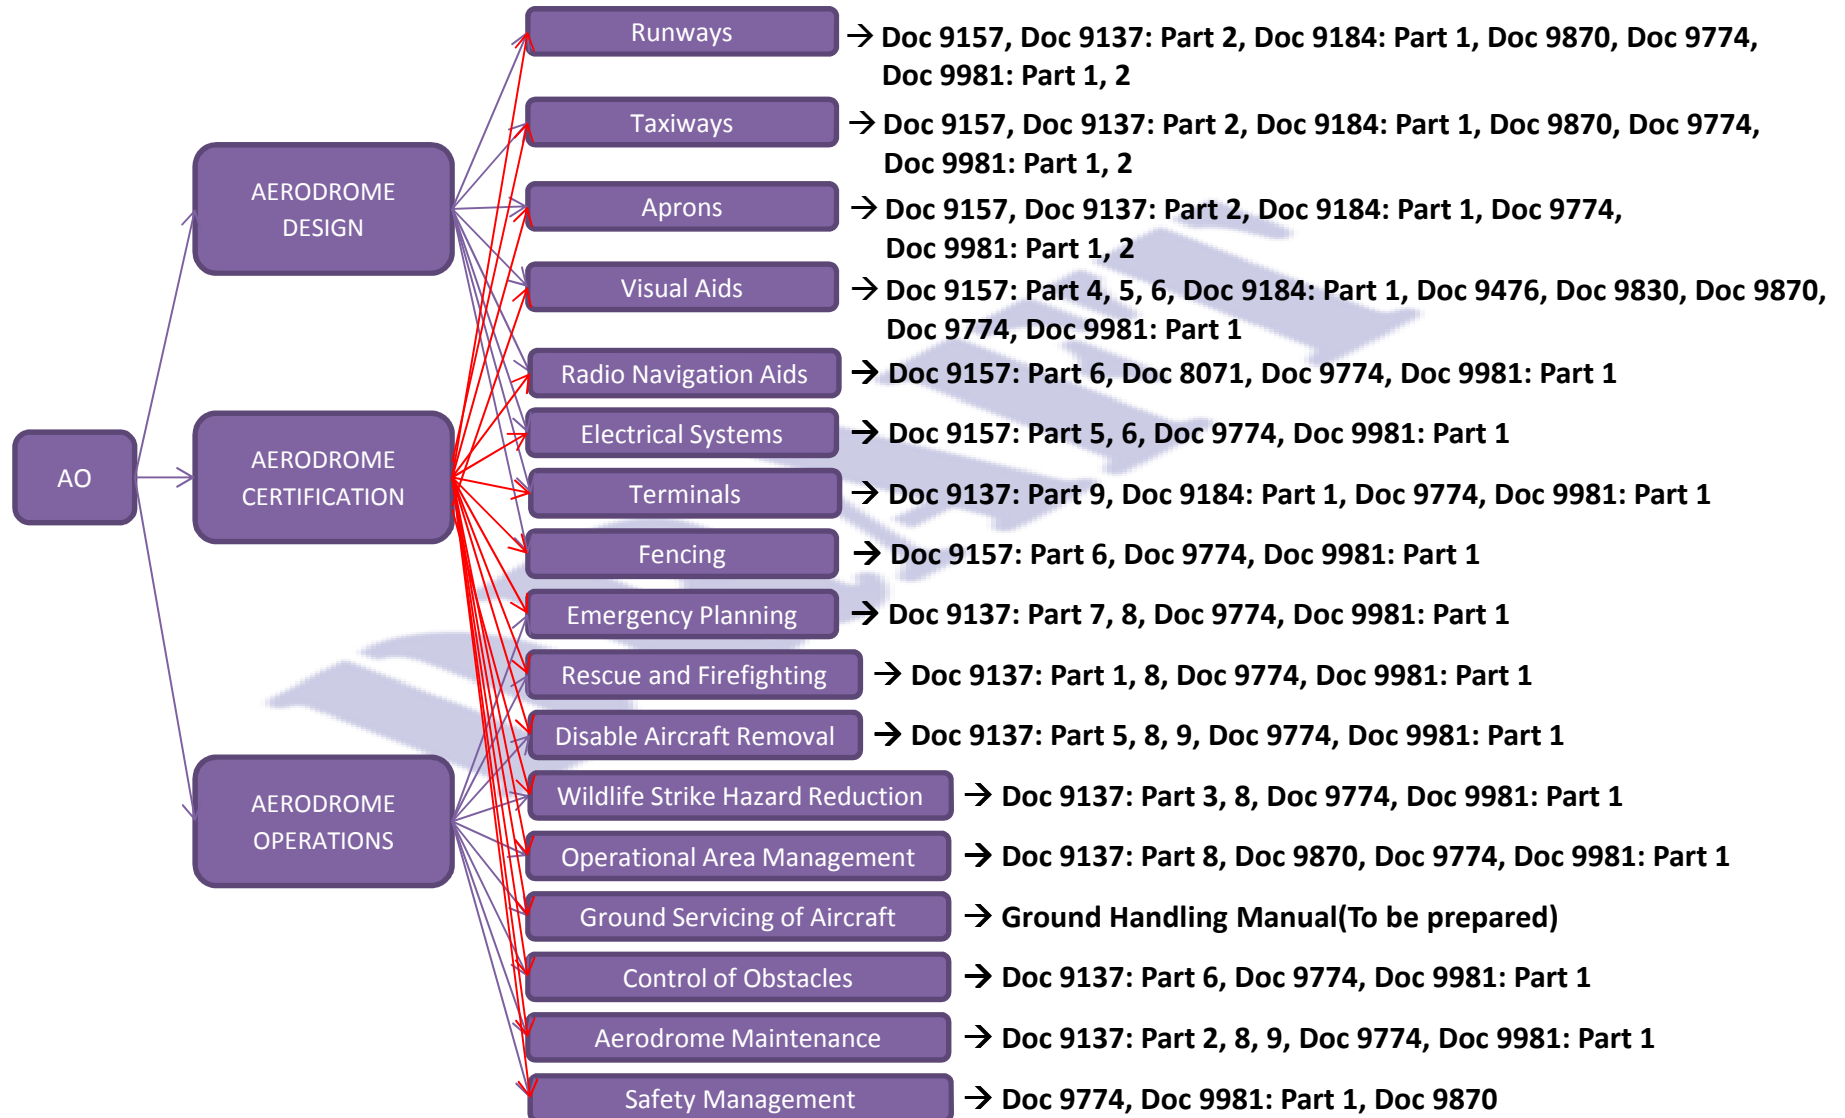 Runways
→ Doc 9157, Doc 9137: Part 2, Doc 9184: Part 1, Doc 9870, Doc 9774,
Doc 9981: Part 1, 2
Taxiways
→ Doc 9157, Doc 9137: Part 2, Doc 9184: Part 1, Doc 9870, Doc 9774,
Doc 9981: Part 1, 2
AERODROME
DESIGN
Aprons
→ Doc 9157, Doc 9137: Part 2, Doc 9184: Part 1, Doc 9774,
Doc 9981: Part 1, 2
Visual Aids
→ Doc 9157: Part 4, 5, 6, Doc 9184: Part 1, Doc 9476, Doc 9830, Doc 9870,
Doc 9774, Doc 9981: Part 1
Radio Navigation Aids
→ Doc 9157: Part 6, Doc 8071, Doc 9774, Doc 9981: Part 1
Electrical Systems
→ Doc 9157: Part 5, 6, Doc 9774, Doc 9981: Part 1
AO
AERODROME
CERTIFICATION
Terminals
→ Doc 9137: Part 9, Doc 9184: Part 1, Doc 9774, Doc 9981: Part 1
Fencing
→ Doc 9157: Part 6, Doc 9774, Doc 9981: Part 1
Emergency Planning
→ Doc 9137: Part 7, 8, Doc 9774, Doc 9981: Part 1
Rescue and Firefighting
→ Doc 9137: Part 1, 8, Doc 9774, Doc 9981: Part 1
Disable Aircraft Removal
→ Doc 9137: Part 5, 8, 9, Doc 9774, Doc 9981: Part 1
Wildlife Strike Hazard Reduction
→ Doc 9137: Part 3, 8, Doc 9774, Doc 9981: Part 1
AERODROME
OPERATIONS
Operational Area Management
→ Doc 9137: Part 8, Doc 9870, Doc 9774, Doc 9981: Part 1
Ground Servicing of Aircraft
→ Ground Handling Manual(To be prepared)
Control of Obstacles
→ Doc 9137: Part 6, Doc 9774, Doc 9981: Part 1
Aerodrome Maintenance
→ Doc 9137: Part 2, 8, 9, Doc 9774, Doc 9981: Part 1
Safety Management
→ Doc 9774, Doc 9981: Part 1, Doc 9870